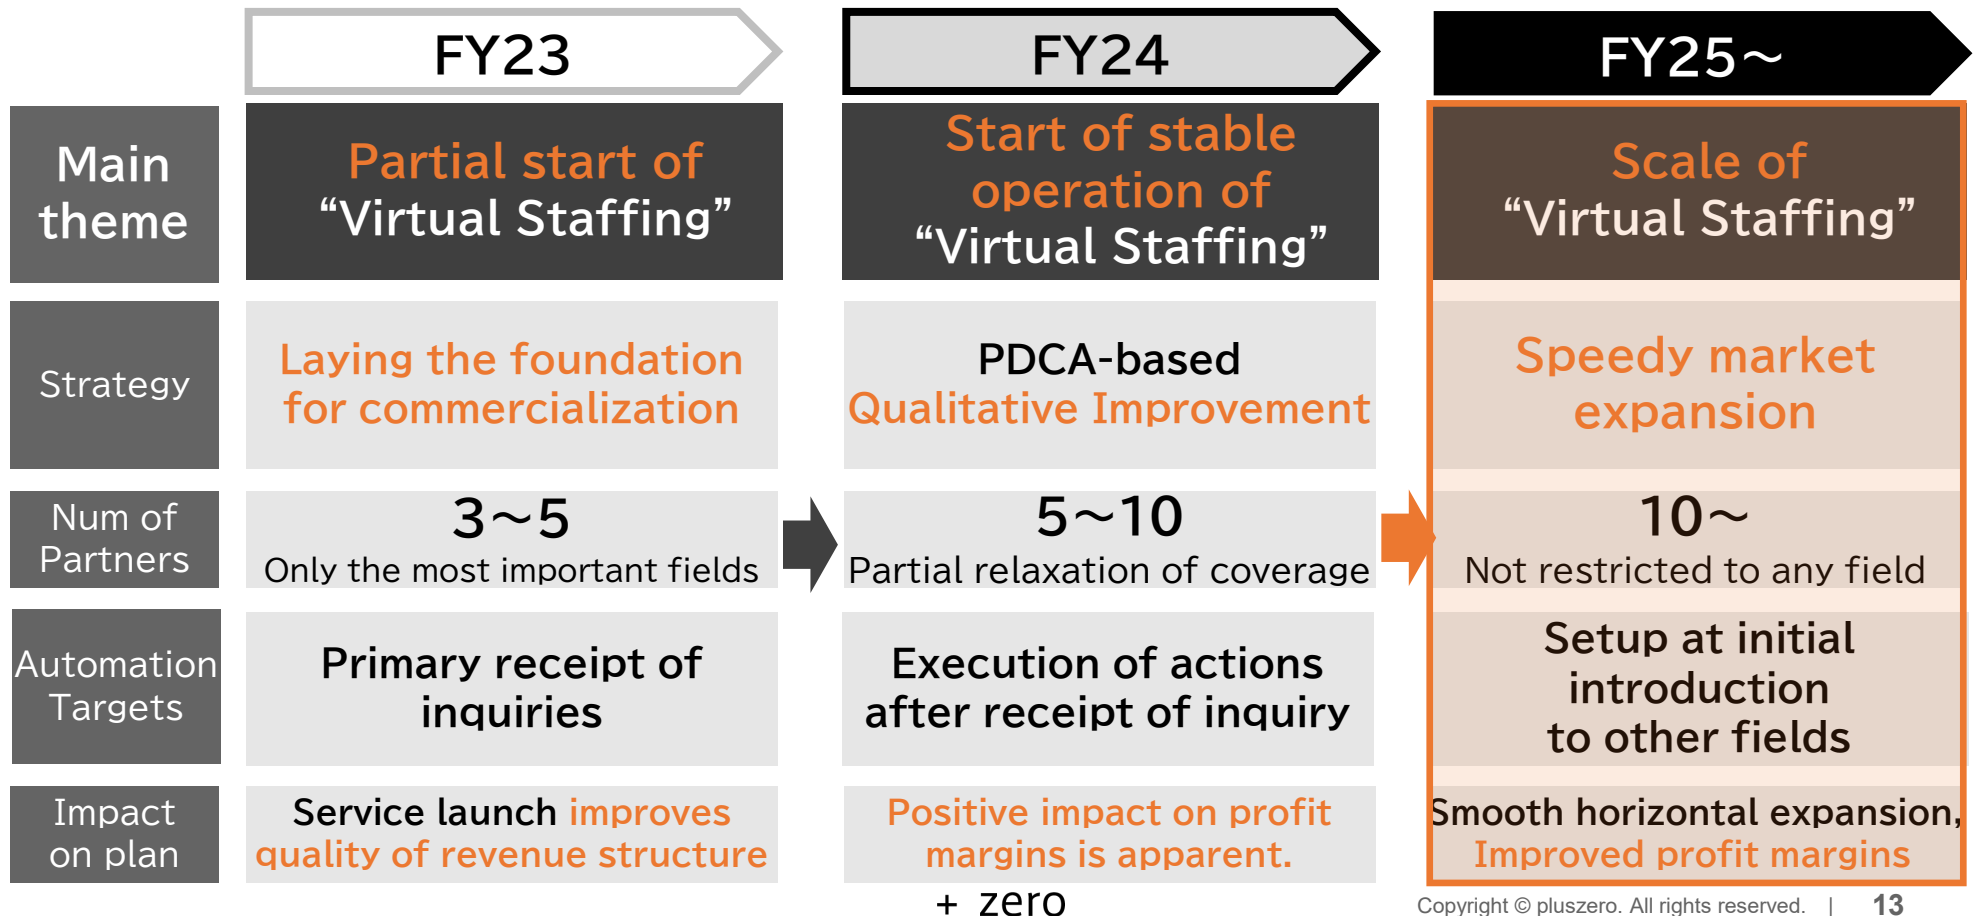 FY23
FY24
FY25～
Main
theme
Partial start of
“Virtual Staffing”
Start of stable
operation of
“Virtual Staffing”
Scale of
“Virtual Staffing”
Strategy
Laying the foundation
for commercialization
PDCA-based
Qualitative Improvement
Speedy market
expansion
Num of
Partners
3～5
Only the most important fields
5～10
Partial relaxation of coverage
10～
Not restricted to any field
Automation
Targets
Primary receipt of
inquiries
Execution of actions
after receipt of inquiry
Setup at initial
introduction
to other fields
Impact
on plan
Service launch improves
quality of revenue structure
Positive impact on profit
margins is apparent.
Smooth horizontal expansion,
Improved profit margins
+ zero
Copyright © pluszero. All rights reserved. | 13